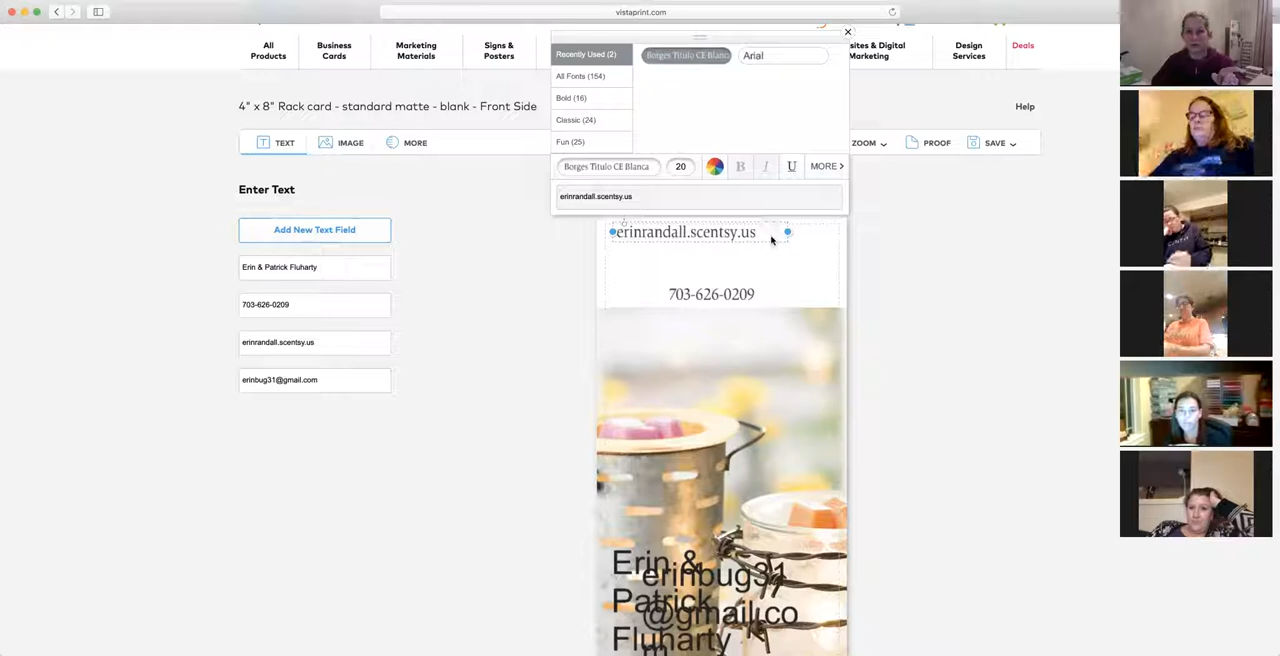 vistaprint.com
All Products
Business Cards
Marketing Materials
Signs & Posters
sites & Digital Marketing
Design Services
Deals
Recently Used (2)
Borges Titulo CE Blanc
Arial
All Fonts (154)
Bold (16)
Classic (24)
Fun (25)
4" x 8" Rack card - standard matte - blank - Front Side
Help
TEXT
IMAGE
MORE
ZOOM
PROOF
SAVE
Borges Titulo CE Blanca
20
B
I
U
MORE
Enter Text
erinrandall.scentsy.us
Add New Text Field
Erin & Patrick Fluharty
703-626-0209
erinrandall.scentsy.us
erinbug31@gmail.com
erinrandall.scentsy.us
703-626-0209
Erin &
Patrick
Fluharty
erinbug31
@gmail.co
m